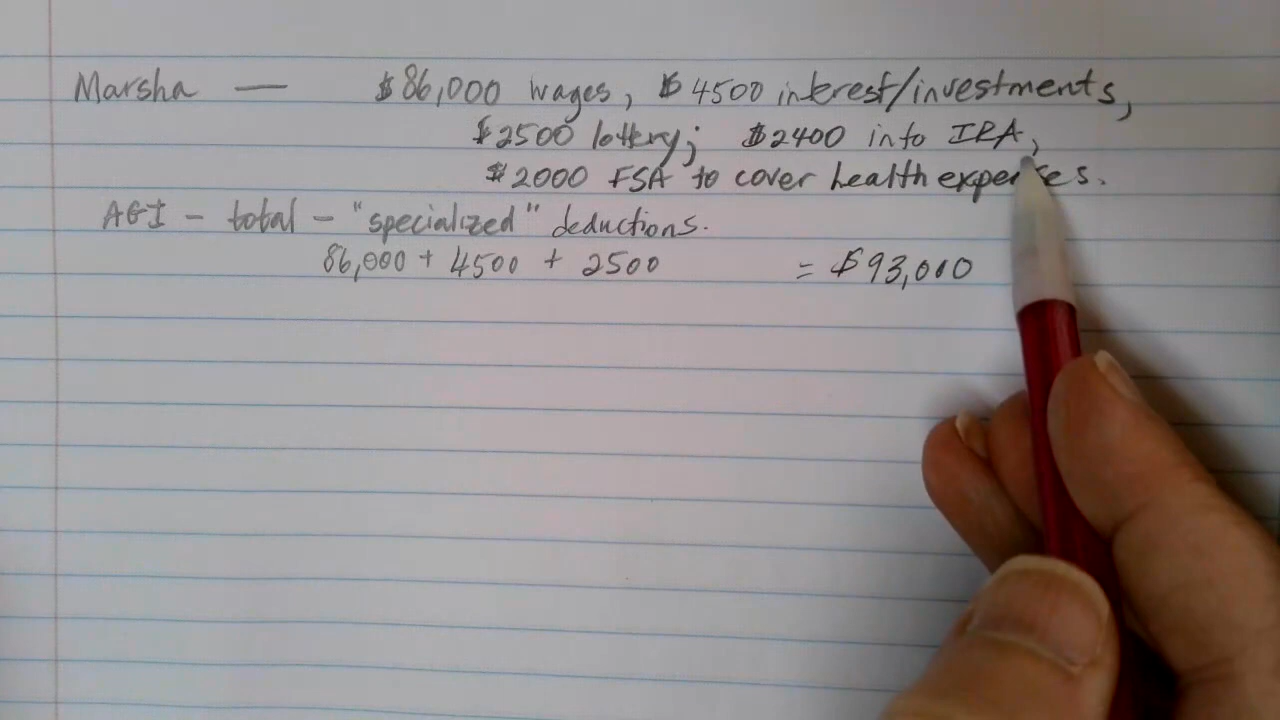 Marsha — $86,000 wages, $4500 interest/investments,
$2500 lottery; $2400 into IRA,
$2000 FSA to cover health expenses.
AGI - total - "specialized" deductions.
86,000 + 4500 + 2500 = $93,000